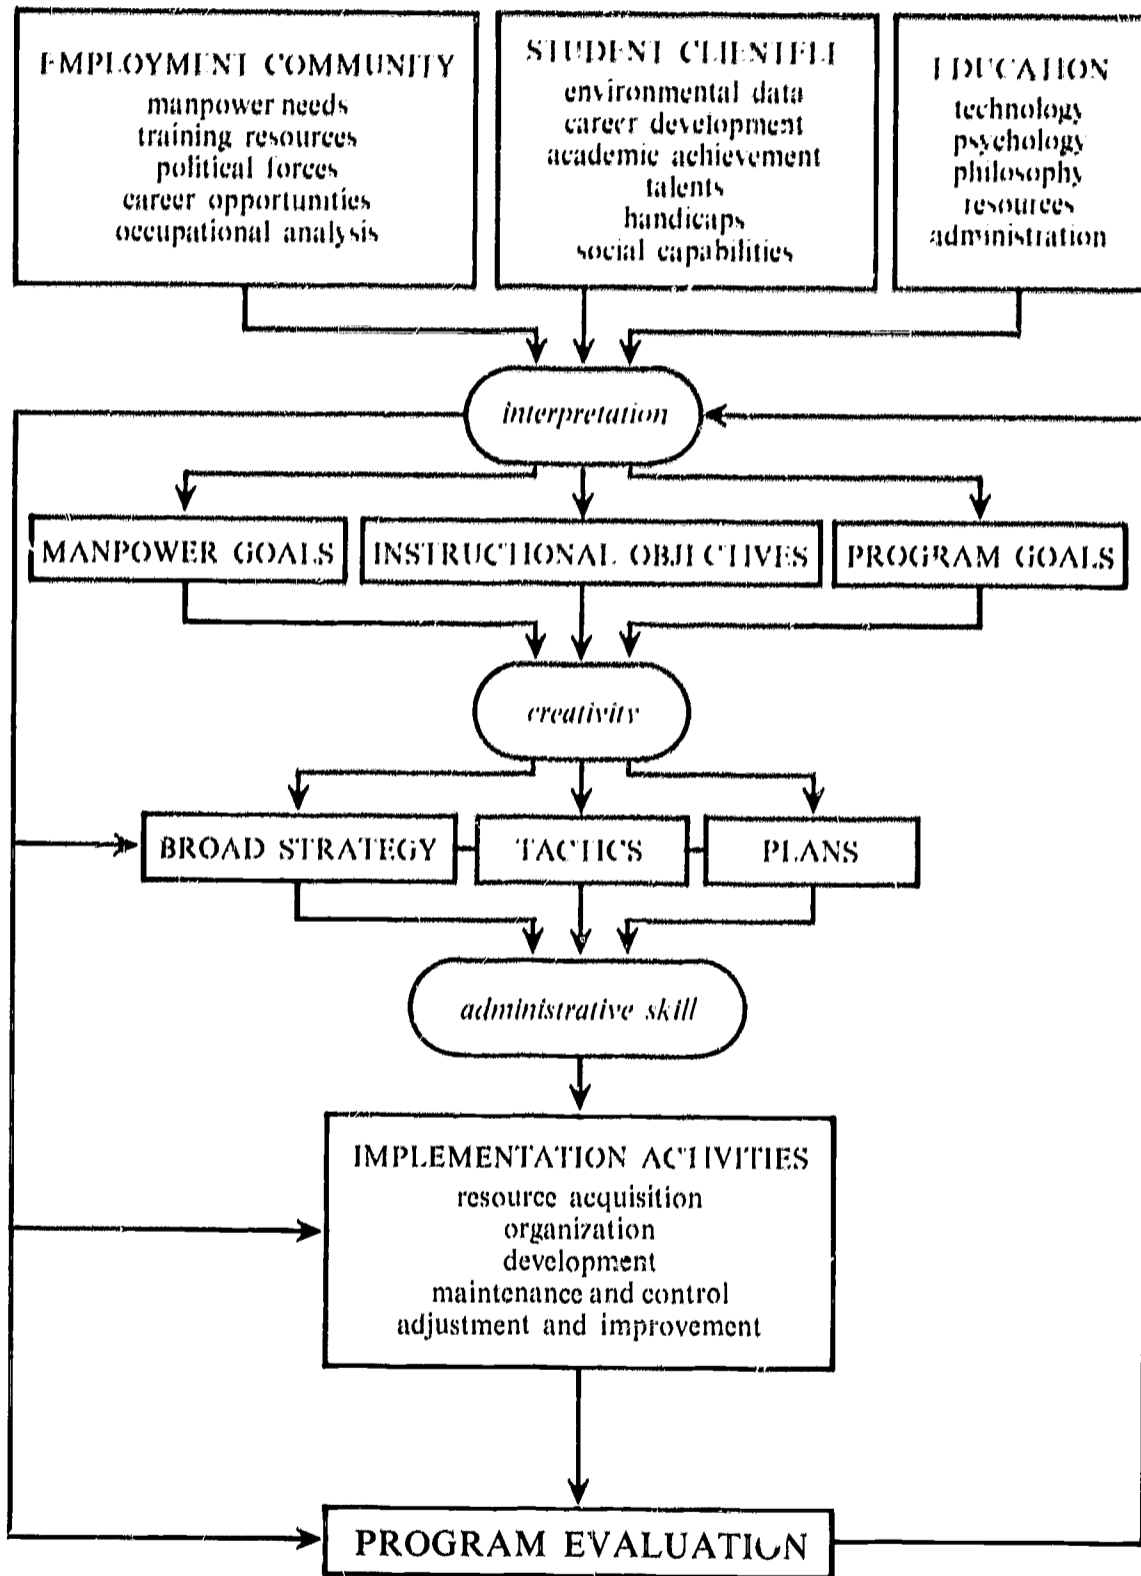 EMPLOYMENT COMMUNITY
manpower needs
training resources
political forces
career opportunities
occupational analysis
STUDENT CLIENTELE
environmental data
career development
academic achievement
talents
handicaps
social capabilities
EDUCATION
technology
psychology
philosophy
resources
administration
interpretation
MANPOWER GOALS
INSTRUCTIONAL OBJECTIVES
PROGRAM GOALS
creativity
BROAD STRATEGY
TACTICS
PLANS
administrative skill
IMPLEMENTATION ACTIVITIES
resource acquisition
organization
development
maintenance and control
adjustment and improvement
PROGRAM EVALUATION